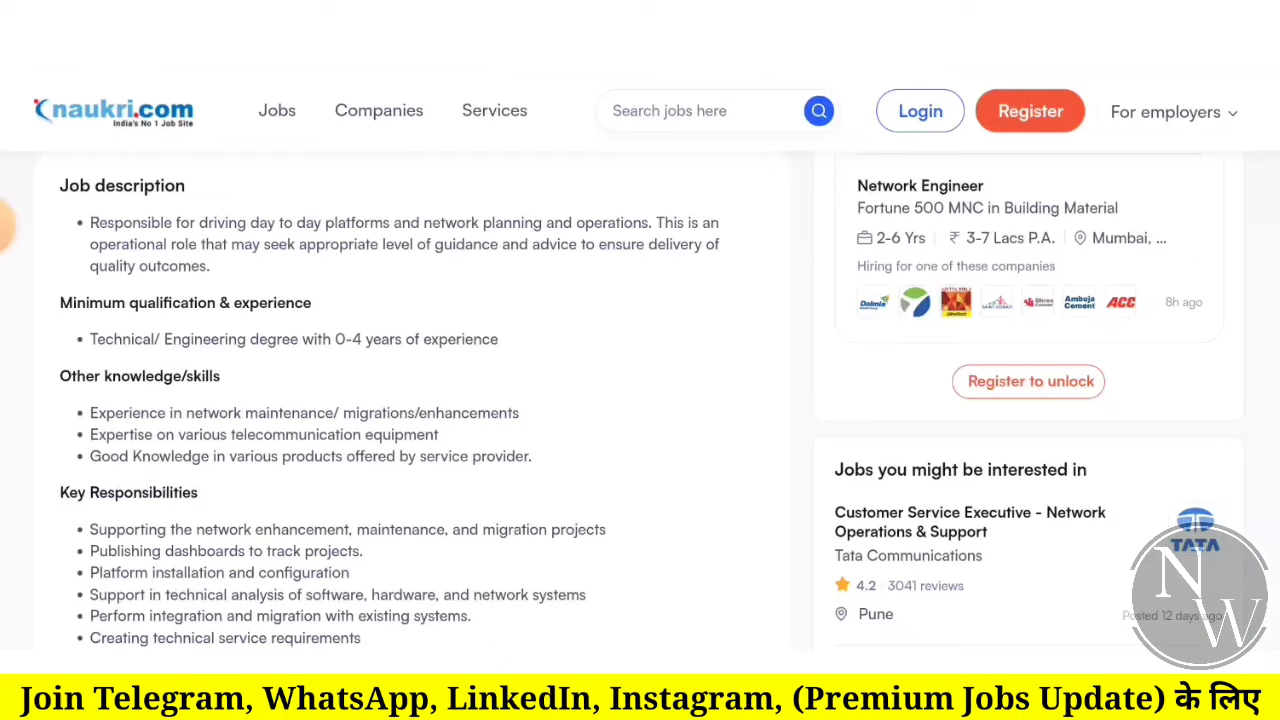 naukri.com
India's No 1 Job Site
Jobs
Companies
Services
Search jobs here
Login
Register
For employers
Job description
• Responsible for driving day to day platforms and network planning and operations. This is an
operational role that may seek appropriate level of guidance and advice to ensure delivery of
quality outcomes.
Minimum qualification & experience
• Technical/ Engineering degree with 0-4 years of experience
Other knowledge/skills
• Experience in network maintenance/ migrations/enhancements
• Expertise on various telecommunication equipment
• Good Knowledge in various products offered by service provider.
Key Responsibilities
• Supporting the network enhancement, maintenance, and migration projects
• Publishing dashboards to track projects.
• Platform installation and configuration
• Support in technical analysis of software, hardware, and network systems
• Perform integration and migration with existing systems.
• Creating technical service requirements
Network Engineer
Fortune 500 MNC in Building Material
2-6 Yrs
₹ 3-7 Lacs P.A.
Mumbai, ...
Hiring for one of these companies
Dalmia
Shree
Ambuja
Cement
ACC
8h ago
Register to unlock
Jobs you might be interested in
Customer Service Executive - Network
Operations & Support
Tata Communications
TATA
4.2
3041 reviews
Pune
Posted 12 days ago
NW
Join Telegram, WhatsApp, LinkedIn, Instagram, (Premium Jobs Update) के लिए